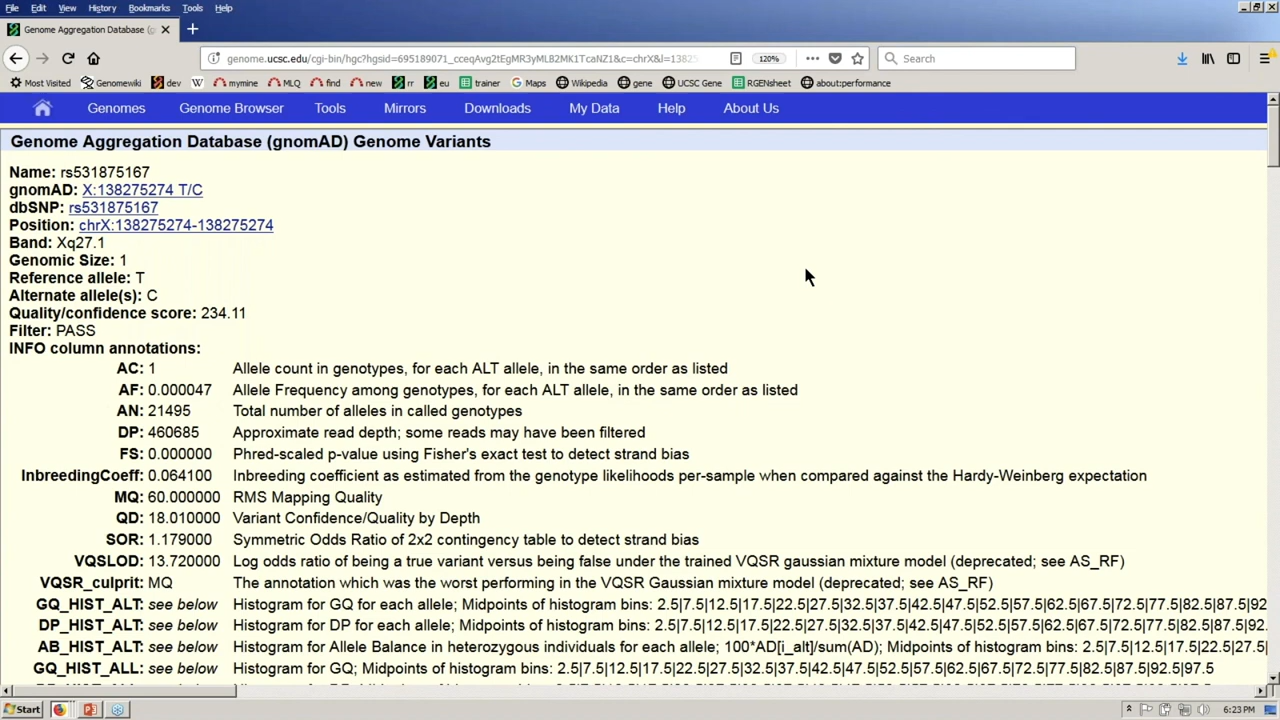 File Edit View History Bookmarks Tools Help
Genome Aggregation Database (
genome.ucsc.edu/cgi-bin/hgc?hgsid=695189071_cceqAvg2tEgMR3yMLB2MK1TcaNZ1&c=chrX&l=1382 120% Search
Most Visited Genomewiki dev mymine MLQ find new rr eu trainer Maps Wikipedia gene UCSC Gene RGENsheet about:performance
Genomes Genome Browser Tools Mirrors Downloads My Data Help About Us
Genome Aggregation Database (gnomAD) Genome Variants
Name: rs531875167
gnomAD: X:138275274 T/C
dbSNP: rs531875167
Position: chrX:138275274-138275274
Band: Xq27.1
Genomic Size: 1
Reference allele: T
Alternate allele(s): C
Quality/confidence score: 234.11
Filter: PASS
INFO column annotations:
AC: 1 Allele count in genotypes, for each ALT allele, in the same order as listed
AF: 0.000047 Allele Frequency among genotypes, for each ALT allele, in the same order as listed
AN: 21495 Total number of alleles in called genotypes
DP: 460685 Approximate read depth; some reads may have been filtered
FS: 0.000000 Phred-scaled p-value using Fisher's exact test to detect strand bias
InbreedingCoeff: 0.064100 Inbreeding coefficient as estimated from the genotype likelihoods per-sample when compared against the Hardy-Weinberg expectation
MQ: 60.000000 RMS Mapping Quality
QD: 18.010000 Variant Confidence/Quality by Depth
SOR: 1.179000 Symmetric Odds Ratio of 2x2 contingency table to detect strand bias
VQSLOD: 13.720000 Log odds ratio of being a true variant versus being false under the trained VQSR gaussian mixture model (deprecated; see AS_RF)
VQSR_culprit: MQ The annotation which was the worst performing in the VQSR Gaussian mixture model (deprecated; see AS_RF)
GQ_HIST_ALT: see below Histogram for GQ for each allele; Midpoints of histogram bins: 2.5|7.5|12.5|17.5|22.5|27.5|32.5|37.5|42.5|47.5|52.5|57.5|62.5|67.5|72.5|77.5|82.5|87.5|92
DP_HIST_ALT: see below Histogram for DP for each allele; Midpoints of histogram bins: 2.5|7.5|12.5|17.5|22.5|27.5|32.5|37.5|42.5|47.5|52.5|57.5|62.5|67.5|72.5|77.5|82.5|87.5|92.
AB_HIST_ALT: see below Histogram for Allele Balance in heterozygous individuals for each allele; 100*AD[i_alt]/sum(AD); Midpoints of histogram bins: 2.5|7.5|12.5|17.5|22.5|27.5|
GQ_HIST_ALL: see below Histogram for GQ; Midpoints of histogram bins: 2.5|7.5|12.5|17.5|22.5|27.5|32.5|37.5|42.5|47.5|52.5|57.5|62.5|67.5|72.5|77.5|82.5|87.5|92.5|97.5
Start 6:23 PM